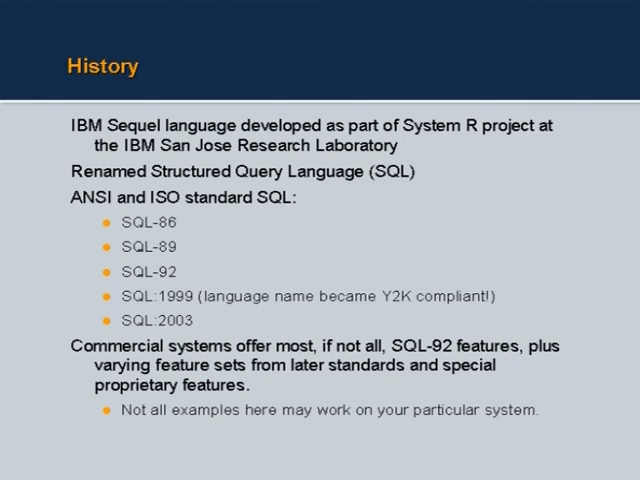 History
IBM Sequel language developed as part of System R project at
the IBM San Jose Research Laboratory
Renamed Structured Query Language (SQL)
ANSI and ISO standard SQL:
SQL-86
SQL-89
SQL-92
SQL:1999 (language name became Y2K compliant!)
SQL:2003
Commercial systems offer most, if not all, SQL-92 features, plus
varying feature sets from later standards and special
proprietary features.
Not all examples here may work on your particular system.